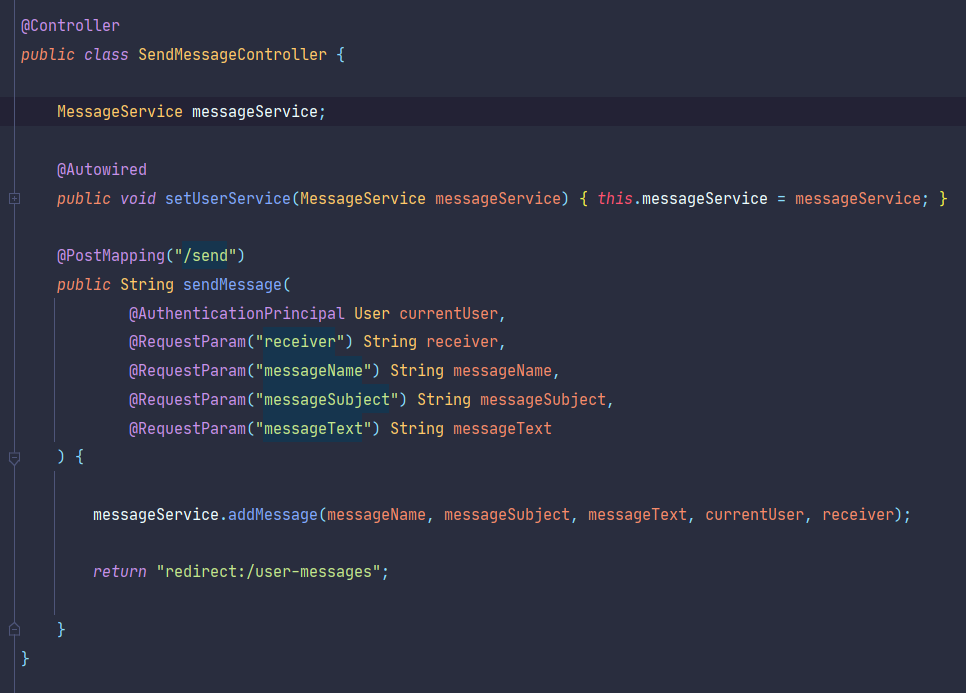 @Controller
public class SendMessageController {
MessageService messageService;
@Autowired
public void setUserService(MessageService messageService) { this.messageService = messageService; }
@PostMapping("/send")
public String sendMessage(
@AuthenticationPrincipal User currentUser,
@RequestParam("receiver") String receiver,
@RequestParam("messageName") String messageName,
@RequestParam("messageSubject") String messageSubject,
@RequestParam("messageText") String messageText
) {
messageService.addMessage(messageName, messageSubject, messageText, currentUser, receiver);
return "redirect:/user-messages";
}
}